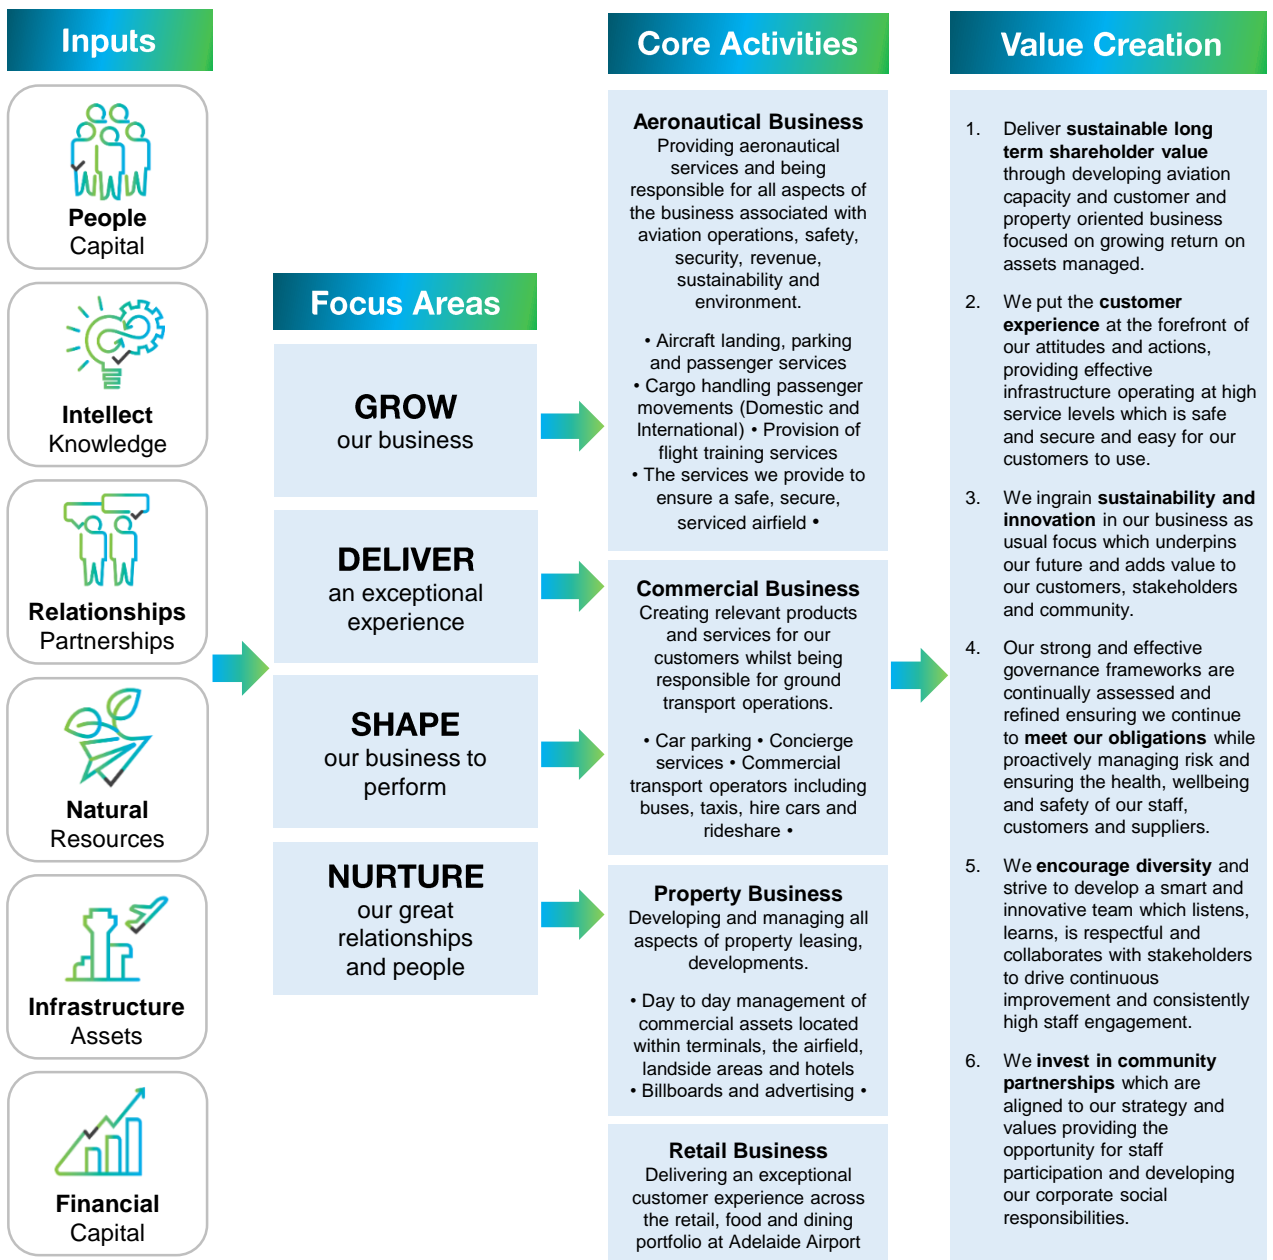 Inputs
People
Capital
Intellect
Knowledge
Relationships
Partnerships
Natural
Resources
Infrastructure
Assets
Financial
Capital
Focus Areas
GROW
our business
DELIVER
an exceptional
experience
SHAPE
our business to
perform
NURTURE
our great
relationships
and people
Core Activities
Aeronautical Business
Providing aeronautical
services and being
responsible for all aspects of
the business associated with
aviation operations, safety,
security, revenue,
sustainability and
environment.
• Aircraft landing, parking
and passenger services
• Cargo handling passenger
movements (Domestic and
International) • Provision of
flight training services
• The services we provide to
ensure a safe, secure,
serviced airfield •
Commercial Business
Creating relevant products
and services for our
customers whilst being
responsible for ground
transport operations.
• Car parking • Concierge
services • Commercial
transport operators including
buses, taxis, hire cars and
rideshare •
Property Business
Developing and managing all
aspects of property leasing,
developments.
• Day to day management of
commercial assets located
within terminals, the airfield,
landside areas and hotels
• Billboards and advertising •
Retail Business
Delivering an exceptional
customer experience across
the retail, food and dining
portfolio at Adelaide Airport
Value Creation
1. Deliver sustainable long
term shareholder value
through developing aviation
capacity and customer and
property oriented business
focused on growing return on
assets managed.
2. We put the customer
experience at the forefront of
our attitudes and actions,
providing effective
infrastructure operating at high
service levels which is safe
and secure and easy for our
customers to use.
3. We ingrain sustainability and
innovation in our business as
usual focus which underpins
our future and adds value to
our customers, stakeholders
and community.
4. Our strong and effective
governance frameworks are
continually assessed and
refined ensuring we continue
to meet our obligations while
proactively managing risk and
ensuring the health, wellbeing
and safety of our staff,
customers and suppliers.
5. We encourage diversity and
strive to develop a smart and
innovative team which listens,
learns, is respectful and
collaborates with stakeholders
to drive continuous
improvement and consistently
high staff engagement.
6. We invest in community
partnerships which are
aligned to our strategy and
values providing the
opportunity for staff
participation and developing
our corporate social
responsibilities.